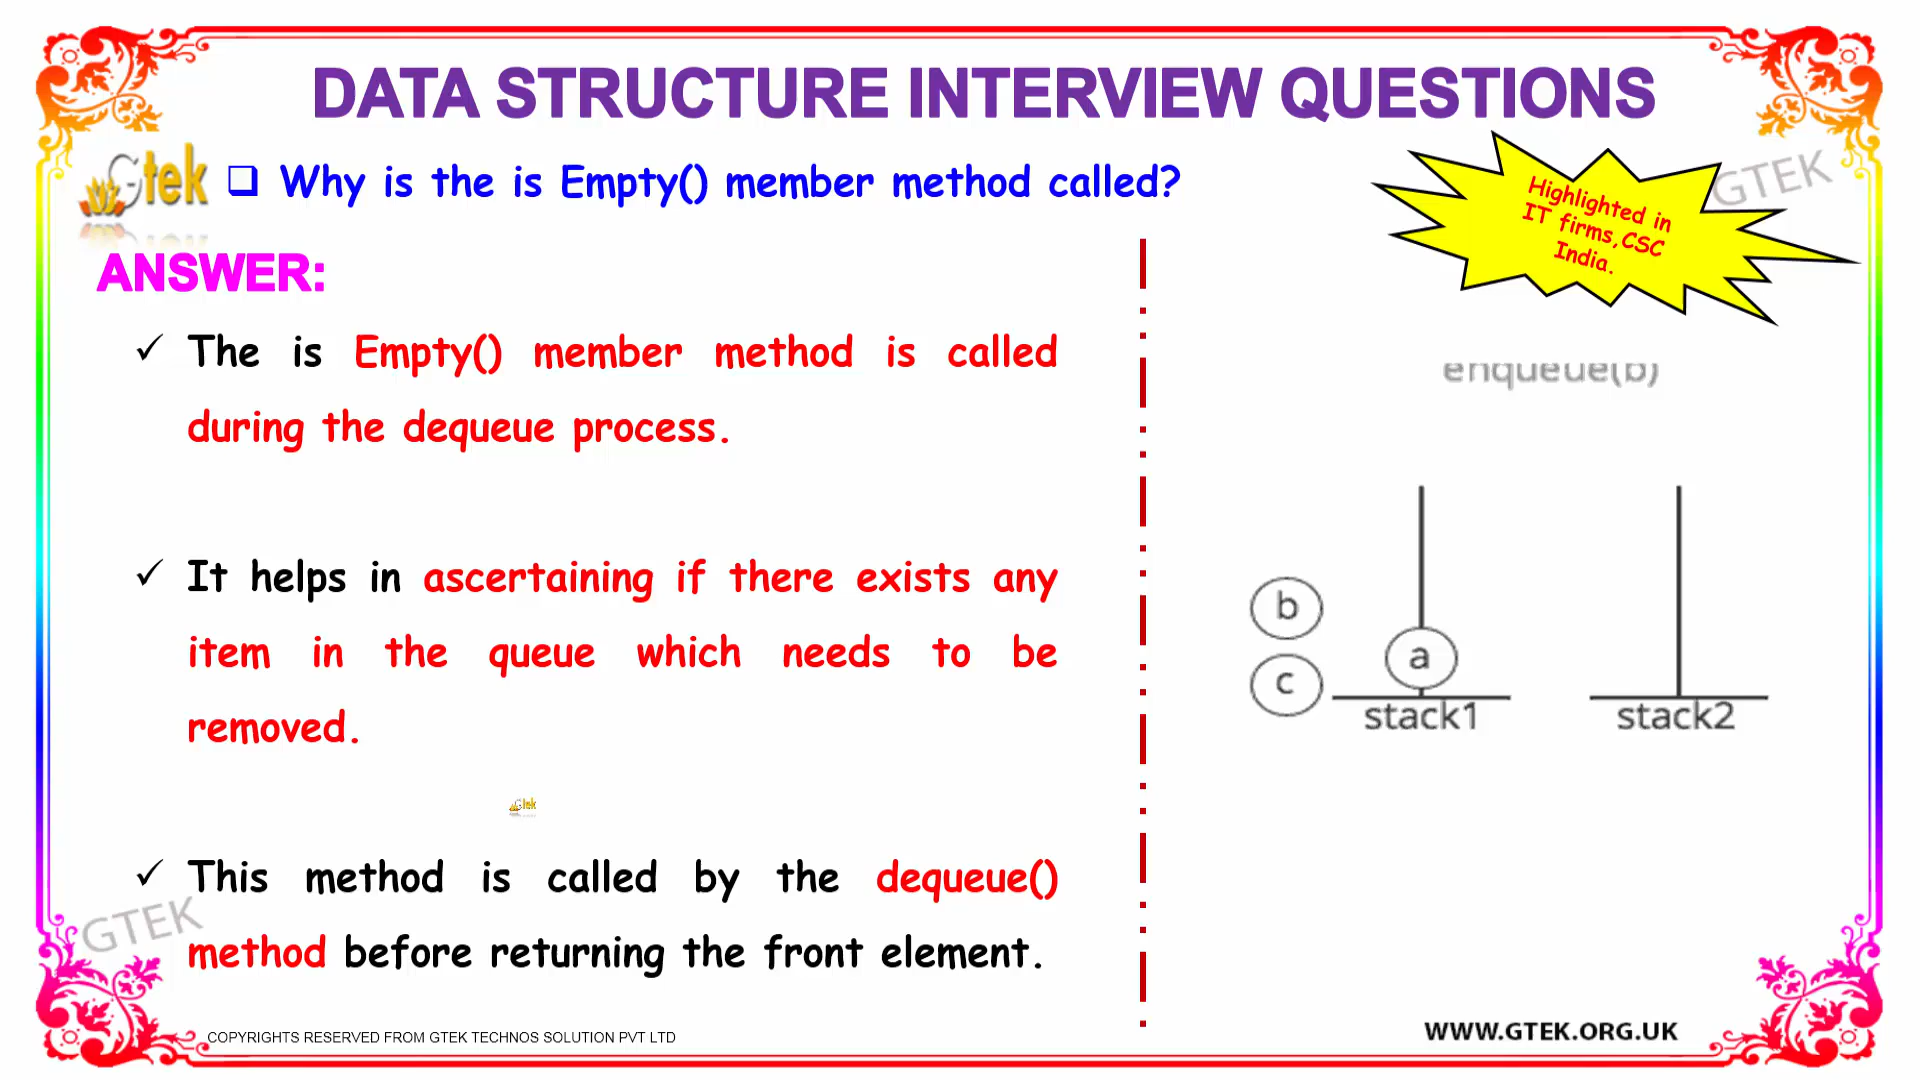 DATA STRUCTURE INTERVIEW QUESTIONS
Gtek
Why is the is Empty() member method called?
GTEK
Highlighted in
IT firms,CSC
India.
ANSWER:
The is Empty() member method is called
during the dequeue process.
It helps in ascertaining if there exists any
item in the queue which needs to be
removed.
Gtek
This method is called by the dequeue()
method before returning the front element.
GTEK
enqueue(b)
b
a
c
stack1
stack2
COPYRIGHTS RESERVED FROM GTEK TECHNOS SOLUTION PVT LTD
WWW.GTEK.ORG.UK